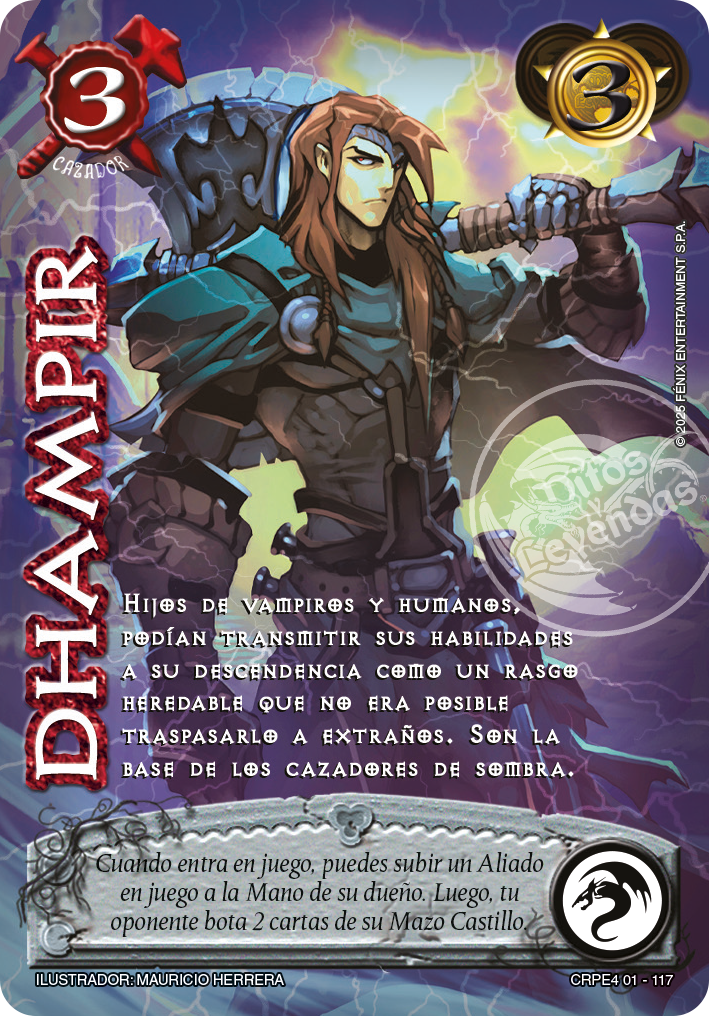 3
CAZADOR
3
DHAMPIR
© 2025 FÉNIX ENTERTAINMENT S.P.A.
Mitos
y
Leyendas
®
Hijos de vampiros y humanos,
podían transmitir sus habilidades
a su descendencia como un rasgo
heredable que no era posible
traspasarlo a extraños. Son la
base de los cazadores de sombra.
Cuando entra en juego, puedes subir un Aliado
en juego a la Mano de su dueño. Luego, tu
oponente bota 2 cartas de su Mazo Castillo.
ILUSTRADOR: MAURICIO HERRERA
CRPE4 01 - 117